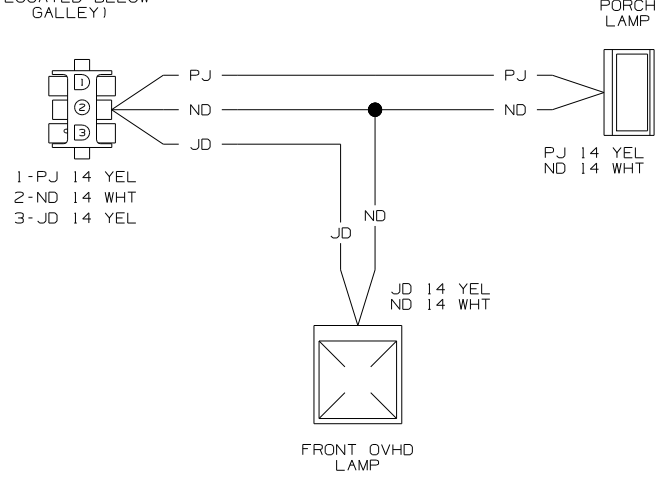 LOCATED BELOW
GALLEY)
PORCH
LAMP
1
2
3
PJ
PJ
ND
ND
JD
1-PJ 14 YEL
2-ND 14 WHT
3-JD 14 YEL
PJ 14 YEL
ND 14 WHT
ND
JD
JD 14 YEL
ND 14 WHT
FRONT OVHD
LAMP